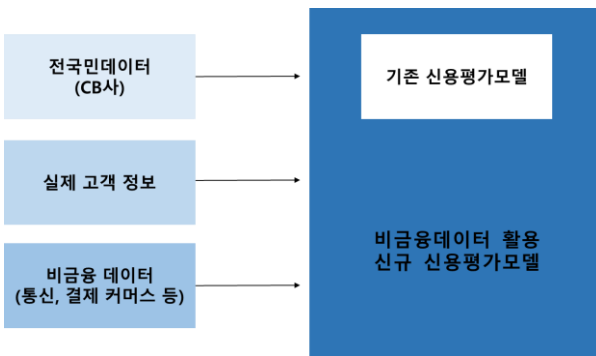 전국민데이터
(CB사)
기존 신용평가모델
실제 고객 정보
비금융데이터 활용
신규 신용평가모델
비금융 데이터
(통신, 결제 커머스 등)